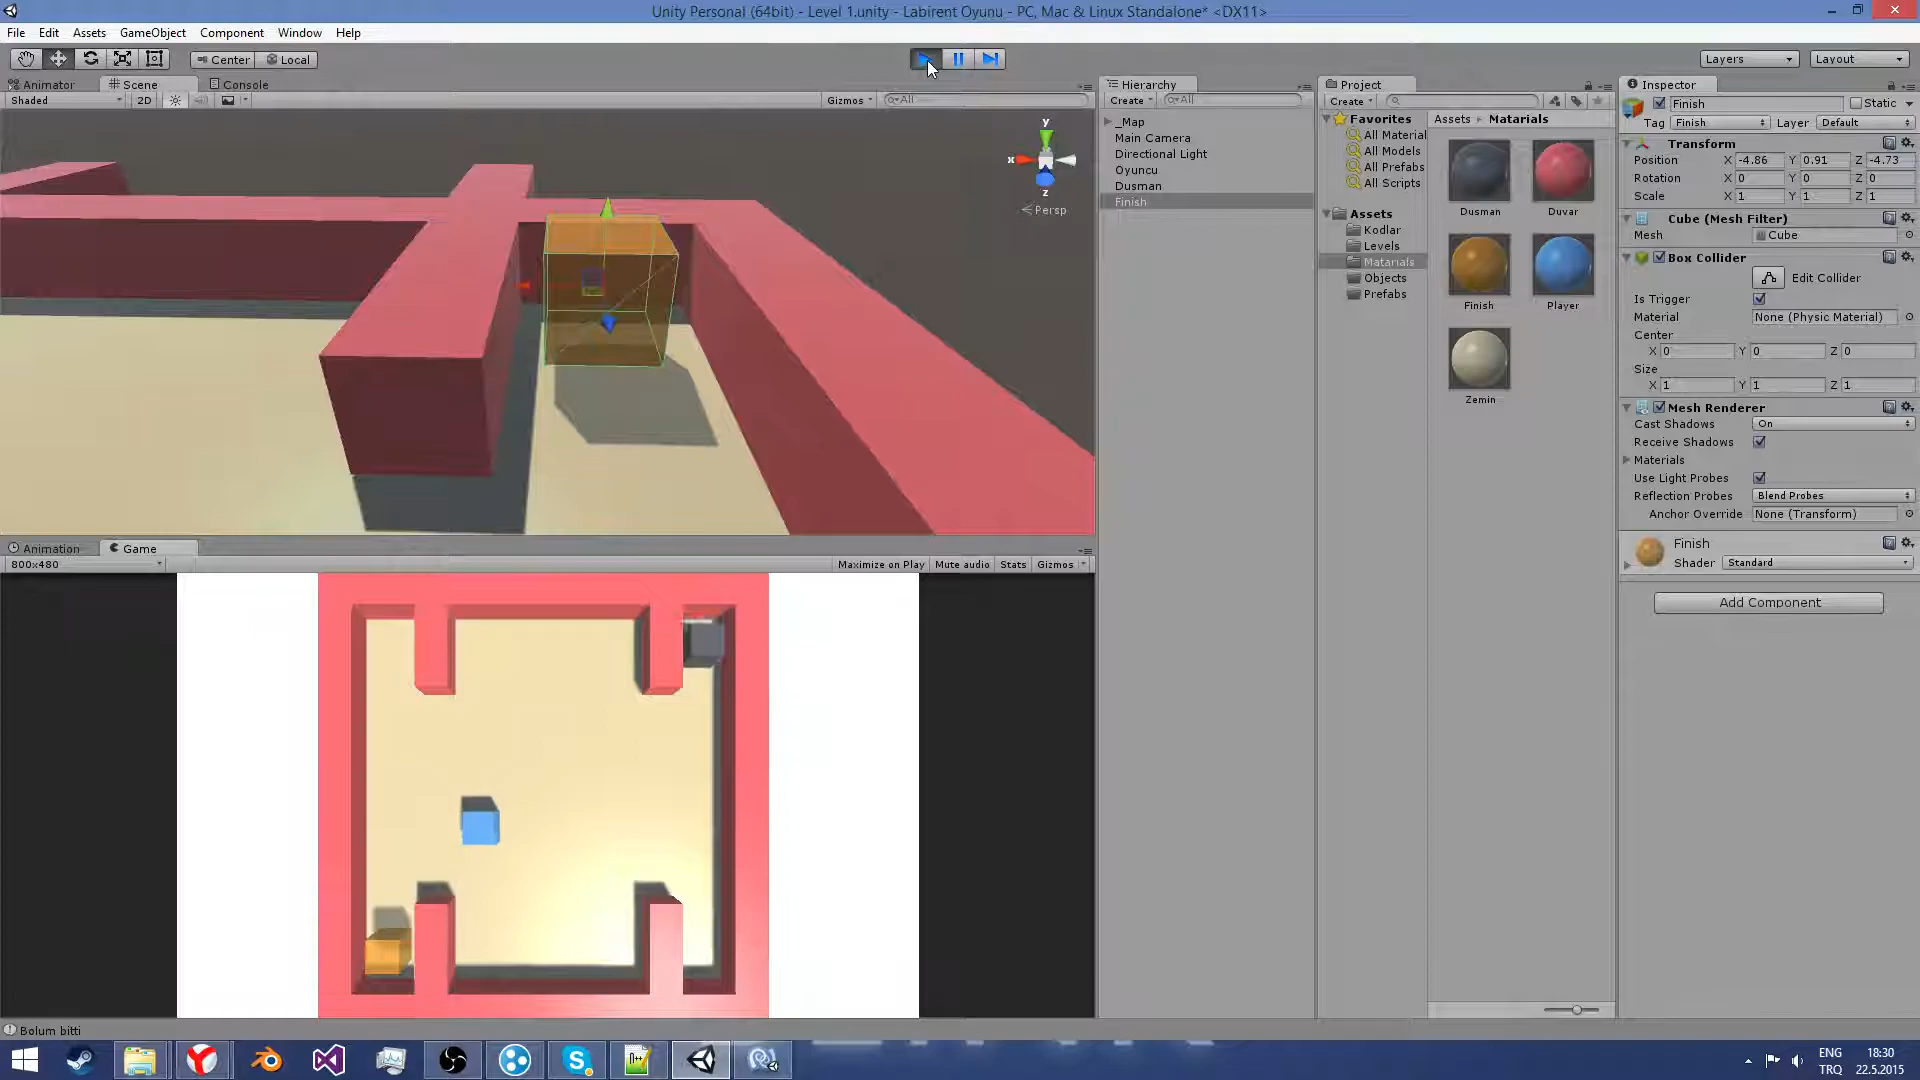 Unity Personal (64bit) - Level 1.unity - Labirent Oyunu - PC, Mac & Linux Standalone* <DX11>
File Edit Assets GameObject Component Window Help
Center Local Layers Layout
Animator Scene Console
Shaded 2D Gizmos All
y
x
z
Persp
Animation Game
800x480 Maximize on Play Mute audio Stats Gizmos
Hierarchy
Create All
_Map
Main Camera
Directional Light
Oyuncu
Dusman
Finish
Project
Create
Favorites
All Material
All Models
All Prefabs
All Scripts
Assets
Kodlar
Levels
Matarials
Objects
Prefabs
Assets Matarials
Dusman Duvar
Finish Player
Zemin
Inspector
Finish Static
Tag Finish Layer Default
Transform
Position X -4.86 Y 0.91 Z -4.73
Rotation X 0 Y 0 Z 0
Scale X 1 Y 1 Z 1
Cube (Mesh Filter)
Mesh Cube
Box Collider
Edit Collider
Is Trigger
Material None (Physic Material)
Center
X 0 Y 0 Z 0
Size
X 1 Y 1 Z 1
Mesh Renderer
Cast Shadows On
Receive Shadows
Materials
Use Light Probes
Reflection Probes Blend Probes
Anchor Override None (Transform)
Finish
Shader Standard
Add Component
Bolum bitti
ENG 18:30
TRQ 22.5.2015